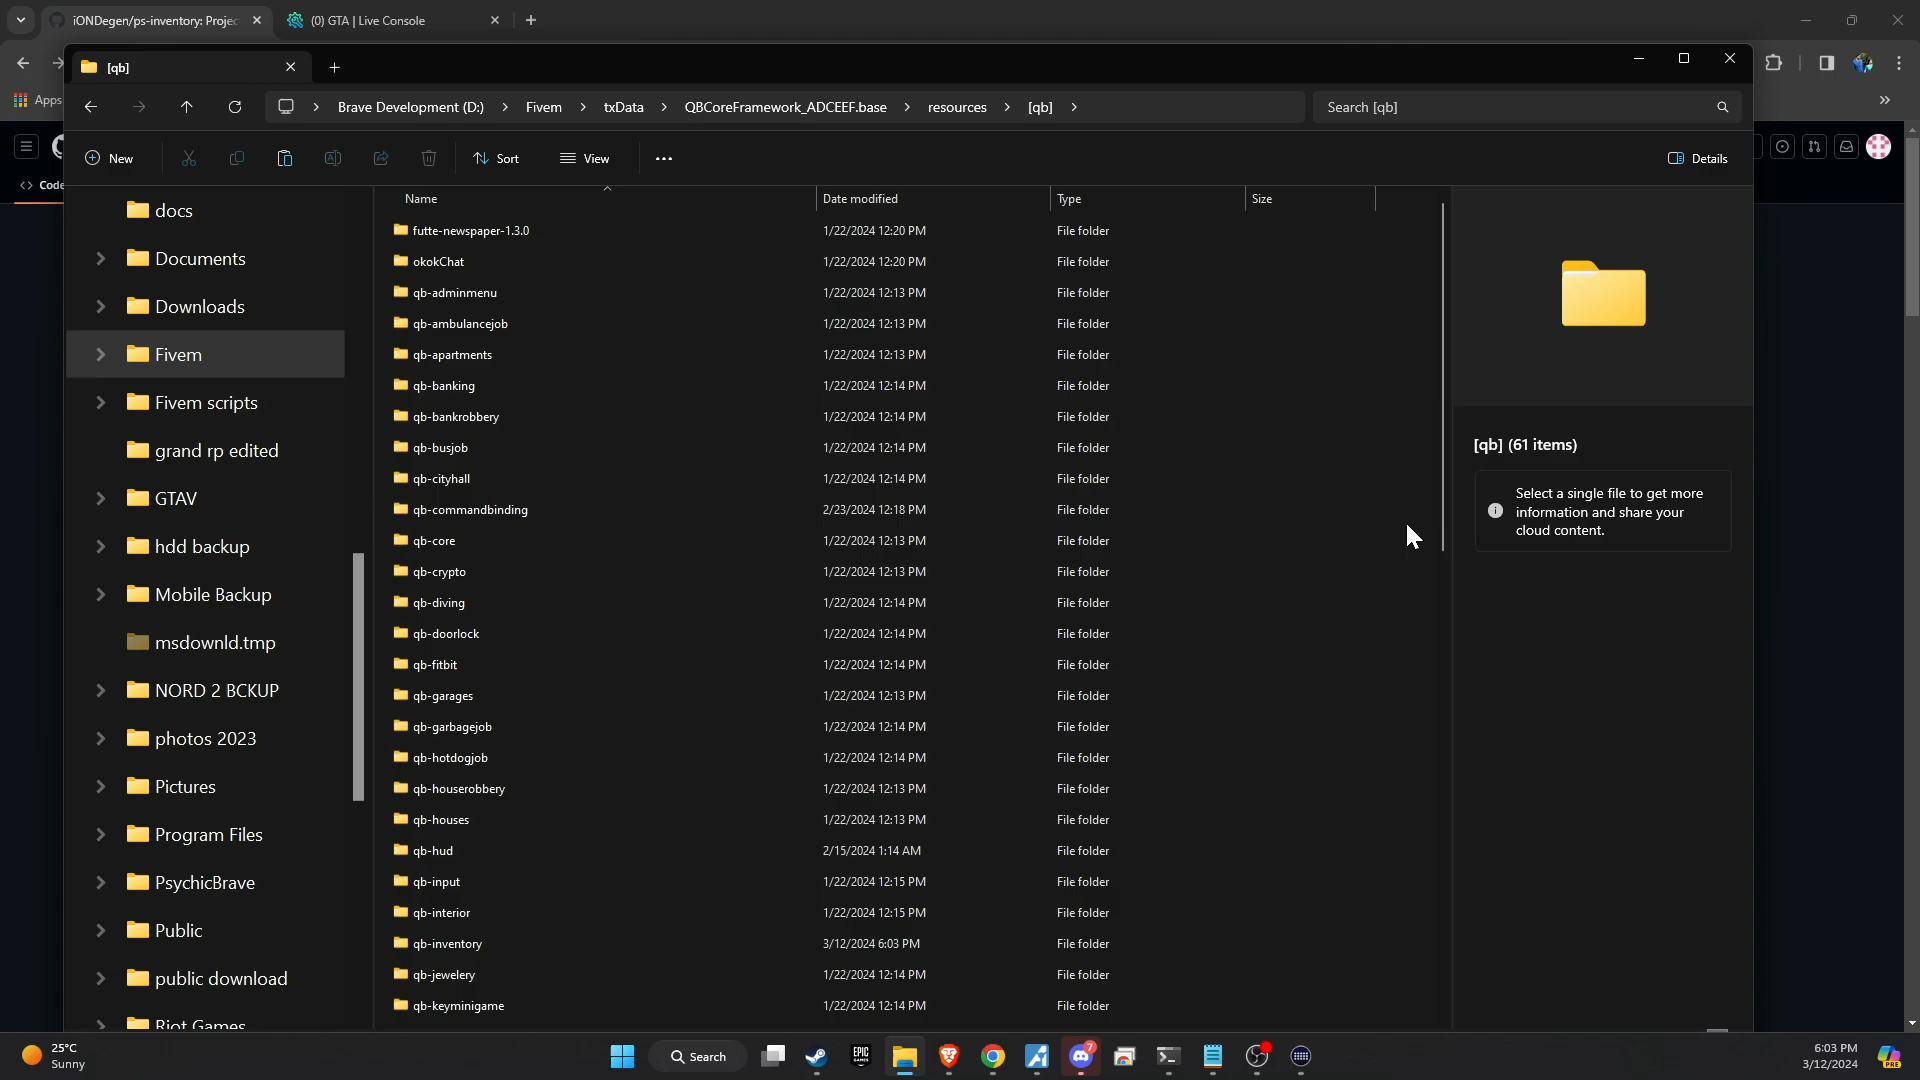 iONDegen/ps-inventory: Projec
(0) GTA | Live Console
Apps
<> Code
[qb]
Brave Development (D:) > Fivem > txData > QBCoreFramework_ADCEEF.base > resources > [qb] >
Search [qb]
New
Sort
View
Details
docs
Documents
Downloads
Fivem
Fivem scripts
grand rp edited
GTAV
hdd backup
Mobile Backup
msdownld.tmp
NORD 2 BCKUP
photos 2023
Pictures
Program Files
PsychicBrave
Public
public download
Riot Games
Name Date modified Type Size
futte-newspaper-1.3.0 1/22/2024 12:20 PM File folder
okokChat 1/22/2024 12:20 PM File folder
qb-adminmenu 1/22/2024 12:13 PM File folder
qb-ambulancejob 1/22/2024 12:13 PM File folder
qb-apartments 1/22/2024 12:13 PM File folder
qb-banking 1/22/2024 12:14 PM File folder
qb-bankrobbery 1/22/2024 12:14 PM File folder
qb-busjob 1/22/2024 12:14 PM File folder
qb-cityhall 1/22/2024 12:14 PM File folder
qb-commandbinding 2/23/2024 12:18 PM File folder
qb-core 1/22/2024 12:13 PM File folder
qb-crypto 1/22/2024 12:13 PM File folder
qb-diving 1/22/2024 12:14 PM File folder
qb-doorlock 1/22/2024 12:14 PM File folder
qb-fitbit 1/22/2024 12:14 PM File folder
qb-garages 1/22/2024 12:13 PM File folder
qb-garbagejob 1/22/2024 12:14 PM File folder
qb-hotdogjob 1/22/2024 12:14 PM File folder
qb-houserobbery 1/22/2024 12:13 PM File folder
qb-houses 1/22/2024 12:13 PM File folder
qb-hud 2/15/2024 1:14 AM File folder
qb-input 1/22/2024 12:15 PM File folder
qb-interior 1/22/2024 12:15 PM File folder
qb-inventory 3/12/2024 6:03 PM File folder
qb-jewelery 1/22/2024 12:14 PM File folder
qb-keyminigame 1/22/2024 12:14 PM File folder
[qb] (61 items)
Select a single file to get more
information and share your
cloud content.
25°C
Sunny
Search
EPIC
GAMES
7
6:03 PM
3/12/2024
PRE